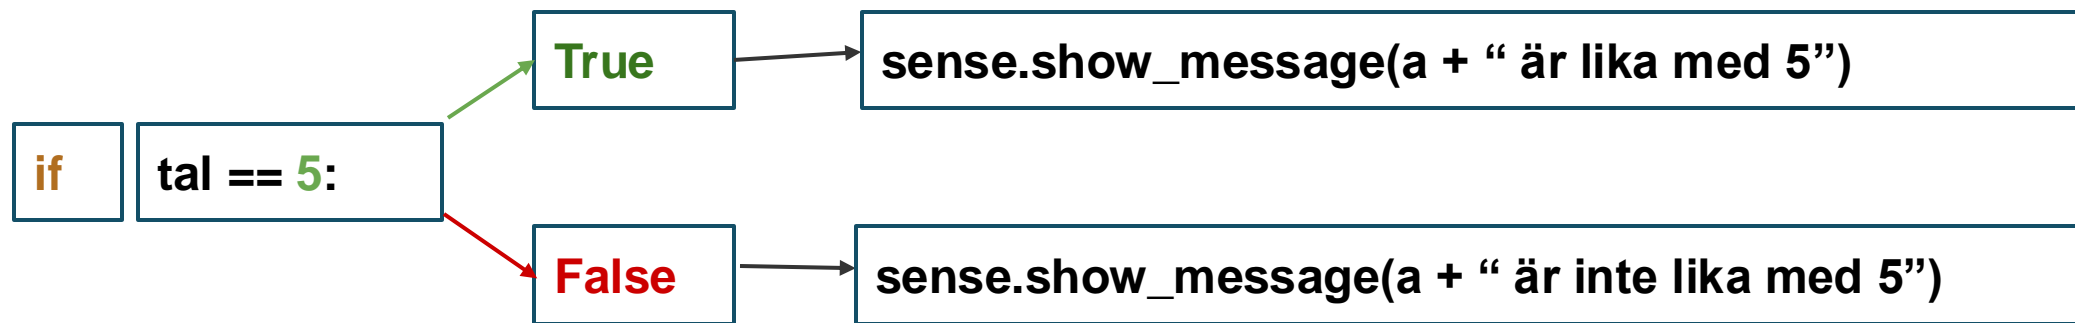 True
sense.show_message(a + “ är lika med 5”)
if
tal == 5:
False
sense.show_message(a + “ är inte lika med 5”)